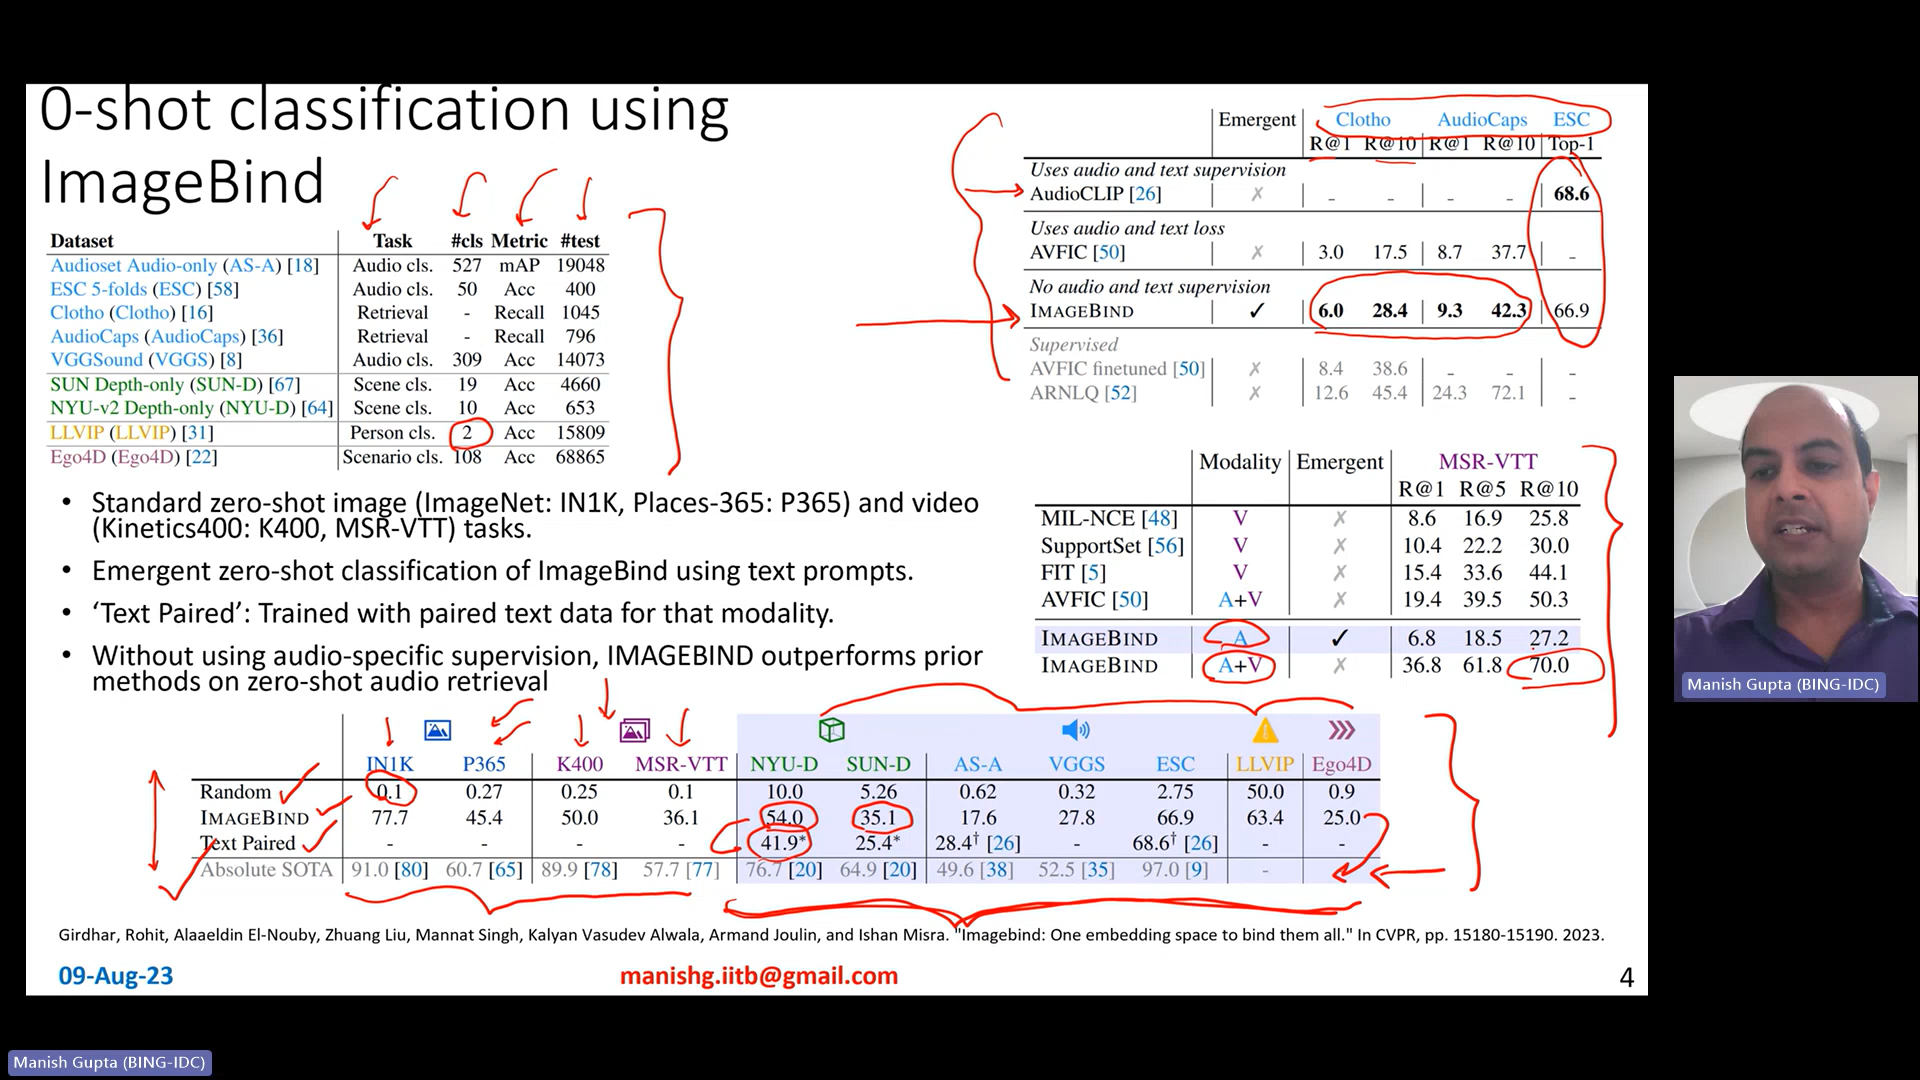 0-shot classification using
ImageBind
Dataset Task #cls Metric #test
Audioset Audio-only (AS-A) [18] Audio cls. 527 mAP 19048
ESC 5-folds (ESC) [58] Audio cls. 50 Acc 400
Clotho (Clotho) [16] Retrieval - Recall 1045
AudioCaps (AudioCaps) [36] Retrieval - Recall 796
VGGSound (VGGS) [8] Audio cls. 309 Acc 14073
SUN Depth-only (SUN-D) [67] Scene cls. 19 Acc 4660
NYU-v2 Depth-only (NYU-D) [64] Scene cls. 10 Acc 653
LLVIP (LLVIP) [31] Person cls. 2 Acc 15809
Ego4D (Ego4D) [22] Scenario cls. 108 Acc 68865
• Standard zero-shot image (ImageNet: IN1K, Places-365: P365) and video
(Kinetics400: K400, MSR-VTT) tasks.
• Emergent zero-shot classification of ImageBind using text prompts.
• ‘Text Paired’: Trained with paired text data for that modality.
• Without using audio-specific supervision, IMAGEBIND outperforms prior
methods on zero-shot audio retrieval
Emergent Clotho AudioCaps ESC
R@1 R@10 R@1 R@10 Top-1
Uses audio and text supervision
AudioCLIP [26] ✗ - - - - 68.6
Uses audio and text loss
AVFIC [50] ✗ 3.0 17.5 8.7 37.7 -
No audio and text supervision
IMAGEBIND ✓ 6.0 28.4 9.3 42.3 66.9
Supervised
AVFIC finetuned [50] ✗ 8.4 38.6 - - -
ARNLQ [52] ✗ 12.6 45.4 24.3 72.1 -
Modality Emergent MSR-VTT
R@1 R@5 R@10
MIL-NCE [48] V ✗ 8.6 16.9 25.8
SupportSet [56] V ✗ 10.4 22.2 30.0
FIT [5] V ✗ 15.4 33.6 44.1
AVFIC [50] A+V ✗ 19.4 39.5 50.3
IMAGEBIND A ✓ 6.8 18.5 27.2
IMAGEBIND A+V ✗ 36.8 61.8 70.0
IN1K P365 K400 MSR-VTT NYU-D SUN-D AS-A VGGS ESC LLVIP Ego4D
Random 0.1 0.27 0.25 0.1 10.0 5.26 0.62 0.32 2.75 50.0 0.9
IMAGEBIND 77.7 45.4 50.0 36.1 54.0 35.1 17.6 27.8 66.9 63.4 25.0
Text Paired - - - - 41.9* 25.4* 28.4† [26] - 68.6† [26] - -
Absolute SOTA 91.0 [80] 60.7 [65] 89.9 [78] 57.7 [77] 76.7 [20] 64.9 [20] 49.6 [38] 52.5 [35] 97.0 [9] -
Girdhar, Rohit, Alaaeldin El-Nouby, Zhuang Liu, Mannat Singh, Kalyan Vasudev Alwala, Armand Joulin, and Ishan Misra. "Imagebind: One embedding space to bind them all." In CVPR, pp. 15180-15190. 2023.
09-Aug-23
manishg.iitb@gmail.com
4
Manish Gupta (BING-IDC)
Manish Gupta (BING-IDC)